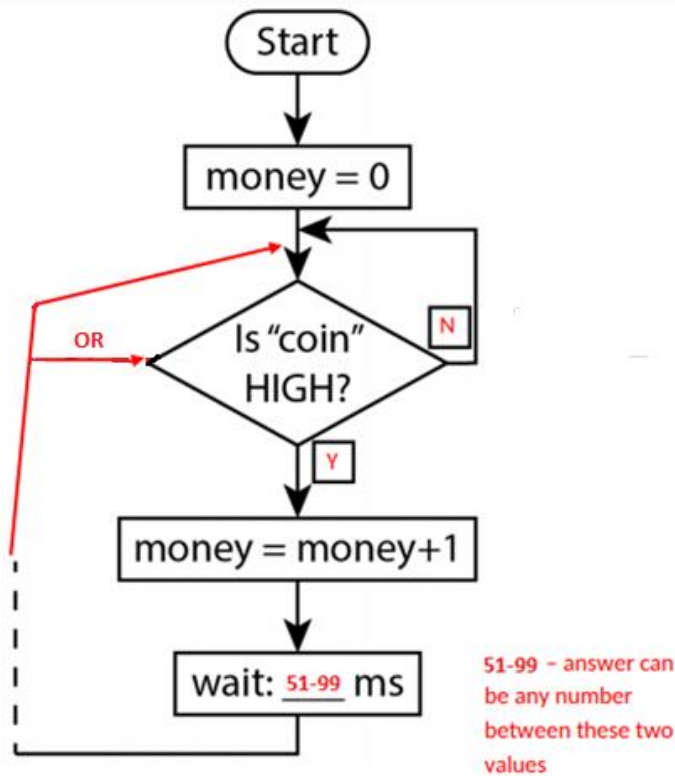 Start
money = 0
Is “coin”
HIGH?
N
OR
Y
money = money+1
wait: 51-99 ms
51-99 – answer can
be any number
between these two
values